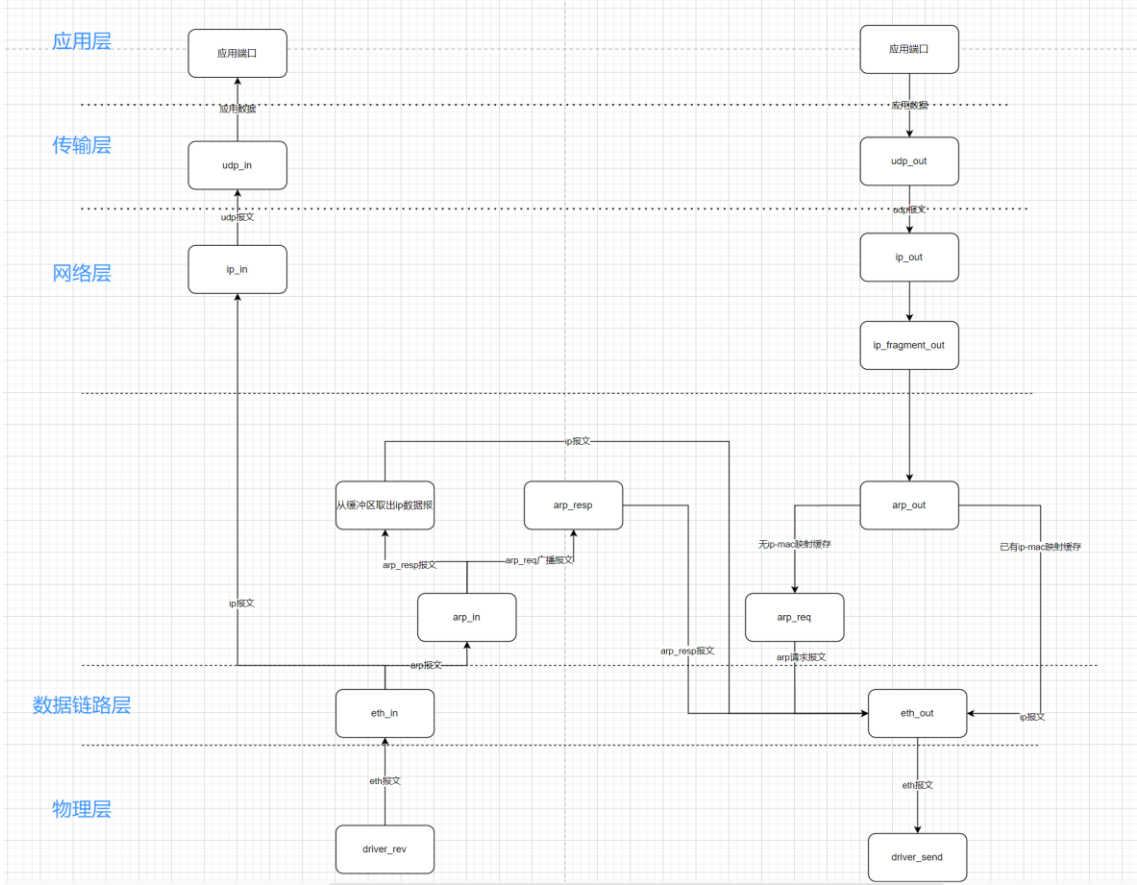 应用层
应用端口
应用端口
应用数据
应用数据
传输层
udp_in
udp_out
udp报文
udp报文
网络层
ip_in
ip_out
ip_fragment_out
ip报文
从缓冲区取出ip数据报
arp_resp
arp_out
无ip-mac映射缓存
已有ip-mac映射缓存
arp_resp报文
arp_req广播报文
ip报文
arp_in
arp_req
arp_resp报文
arp请求报文
arp报文
数据链路层
eth_in
eth_out
ip报文
eth报文
eth报文
物理层
driver_rev
driver_send